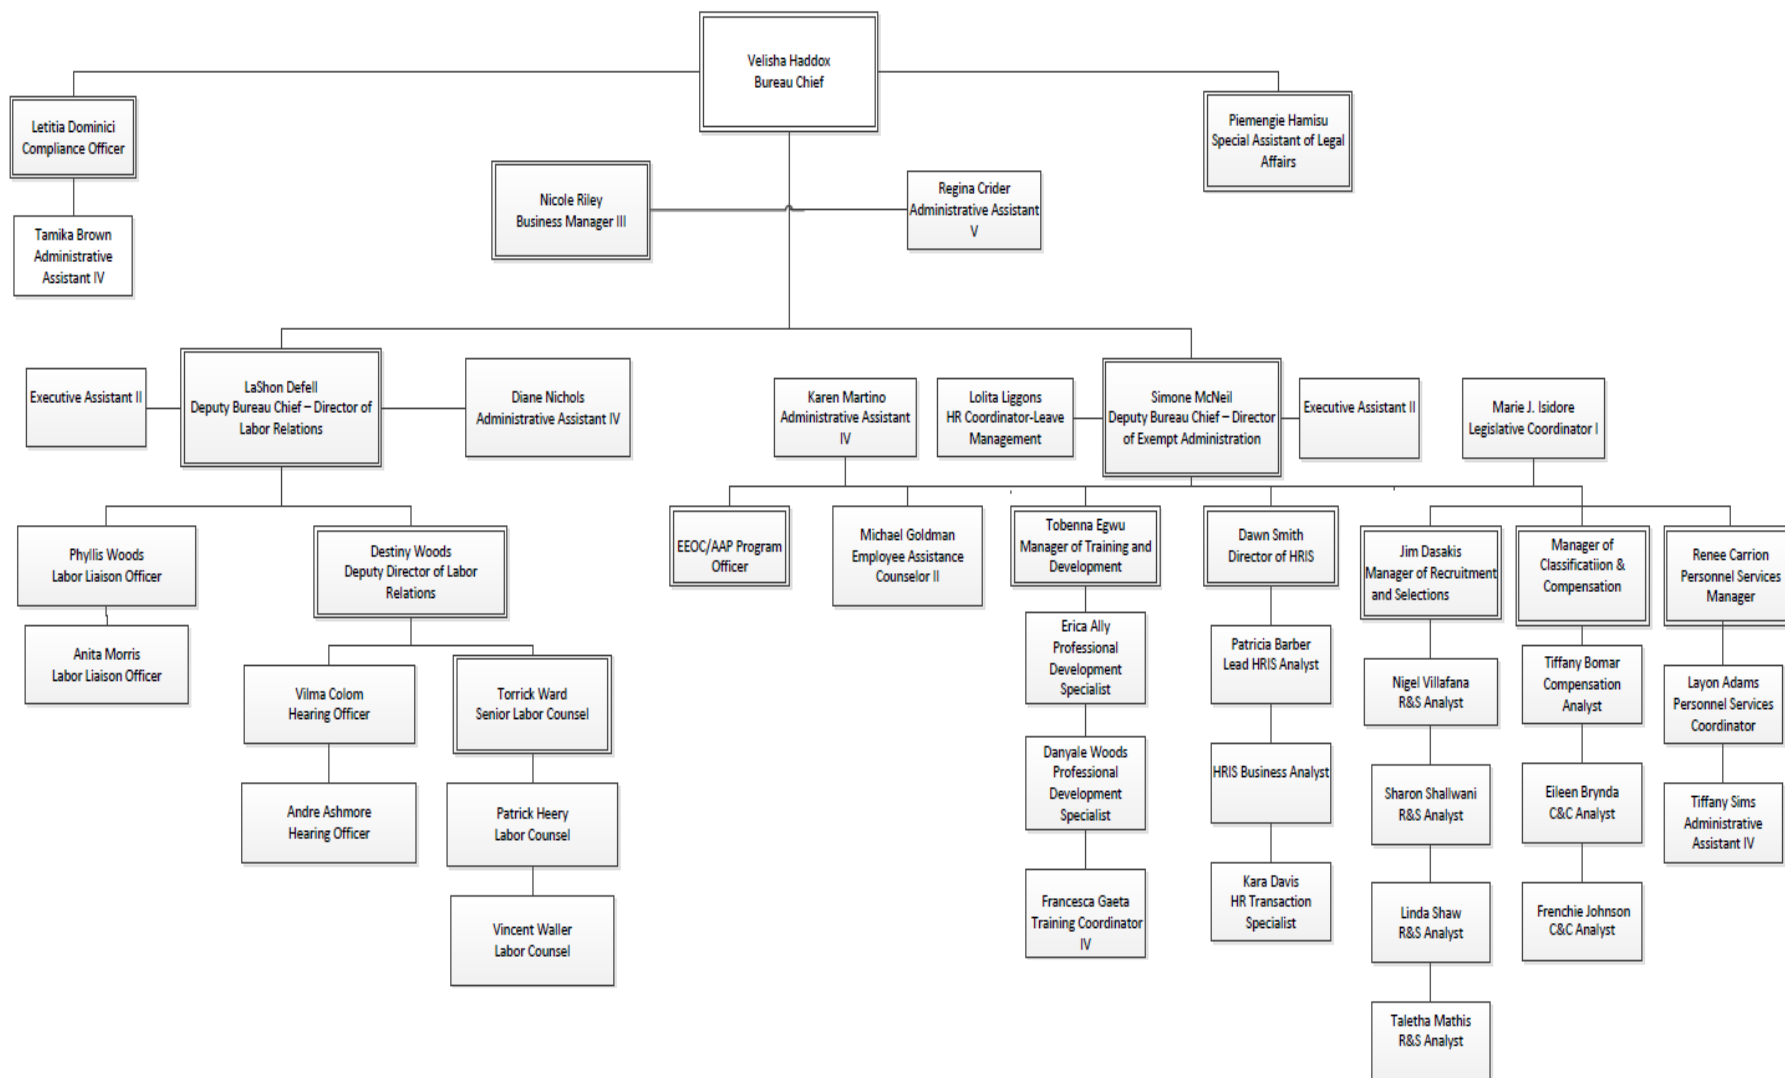 Velisha Haddox
Bureau Chief
Letitia Dominici
Compliance Officer
Piemengie Hamisu
Special Assistant of Legal
Affairs
Nicole Riley
Business Manager III
Regina Crider
Administrative Assistant
V
Tamika Brown
Administrative
Assistant IV
Executive Assistant II
LaShon Defell
Deputy Bureau Chief – Director of
Labor Relations
Diane Nichols
Administrative Assistant IV
Karen Martino
Administrative Assistant
IV
Lolita Liggons
HR Coordinator-Leave
Management
Simone McNeil
Deputy Bureau Chief – Director
of Exempt Administration
Executive Assistant II
Marie J. Isidore
Legislative Coordinator I
Phyllis Woods
Labor Liaison Officer
Destiny Woods
Deputy Director of Labor
Relations
EEOC/AAP Program
Officer
Michael Goldman
Employee Assistance
Counselor II
Tobenna Egwu
Manager of Training and
Development
Dawn Smith
Director of HRIS
Jim Dasakis
Manager of Recruitment
and Selections
Manager of
Classificatiion &
Compensation
Renee Carrion
Personnel Services
Manager
Anita Morris
Labor Liaison Officer
Vilma Colom
Hearing Officer
Torrick Ward
Senior Labor Counsel
Erica Ally
Professional
Development
Specialist
Patricia Barber
Lead HRIS Analyst
Nigel Villafana
R&S Analyst
Tiffany Bomar
Compensation
Analyst
Layon Adams
Personnel Services
Coordinator
Andre Ashmore
Hearing Officer
Patrick Heery
Labor Counsel
Danyale Woods
Professional
Development
Specialist
HRIS Business Analyst
Sharon Shallwani
R&S Analyst
Eileen Brynda
C&C Analyst
Tiffany Sims
Administrative
Assistant IV
Vincent Waller
Labor Counsel
Francesca Gaeta
Training Coordinator
IV
Kara Davis
HR Transaction
Specialist
Linda Shaw
R&S Analyst
Frenchie Johnson
C&C Analyst
Taletha Mathis
R&S Analyst